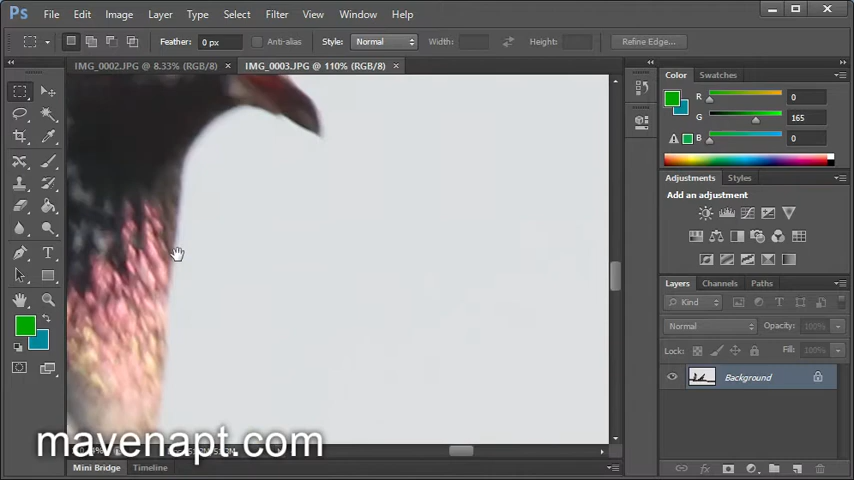 Ps File Edit Image Layer Type Select Filter View Window Help
Feather: 0 px Anti-alias Style: Normal Width: Height: Refine Edge...
IMG_0002.JPG @ 8.33% (RGB/8) × IMG_0003.JPG @ 110% (RGB/8) ×
Color Swatches
R 0
G 165
B 0
Adjustments Styles
Add an adjustment
Layers Channels Paths
Kind
Normal Opacity: 100%
Lock: Fill: 100%
Background
mavenapt.com
Mini Bridge Timeline